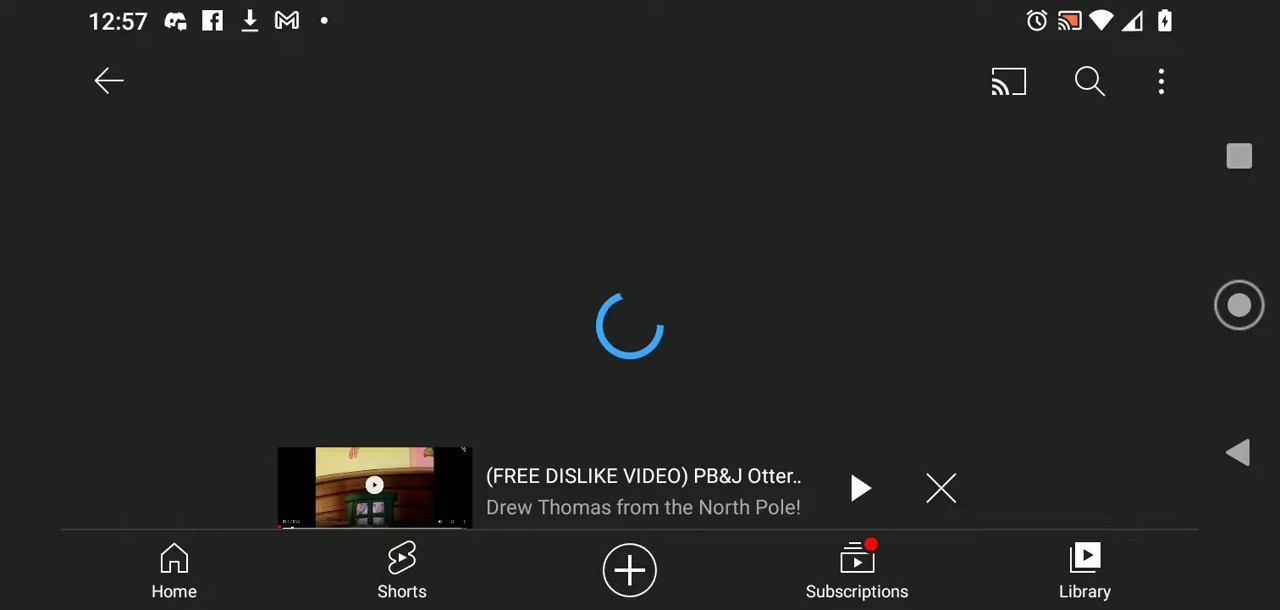 12:57
(FREE DISLIKE VIDEO) PB&J Otter..
Drew Thomas from the North Pole!
Home
Shorts
Subscriptions
Library